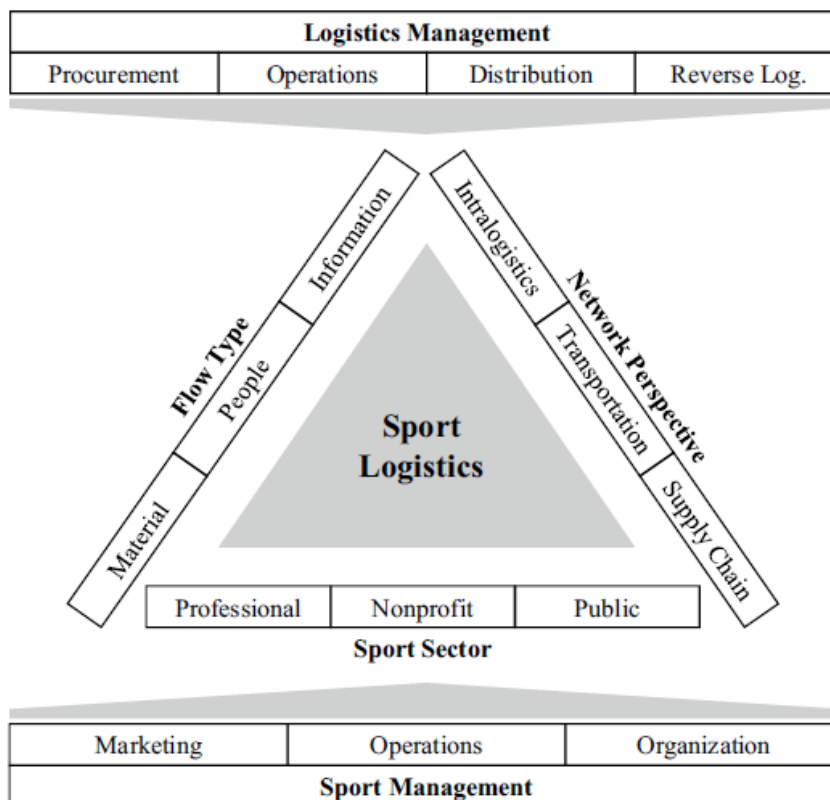 Logistics Management
Procurement
Operations
Distribution
Reverse Log.
Information
People
Material
Flow Type
Intralogistics
Transportation
Supply Chain
Network Perspective
Sport
Logistics
Professional
Nonprofit
Public
Sport Sector
Marketing
Operations
Organization
Sport Management